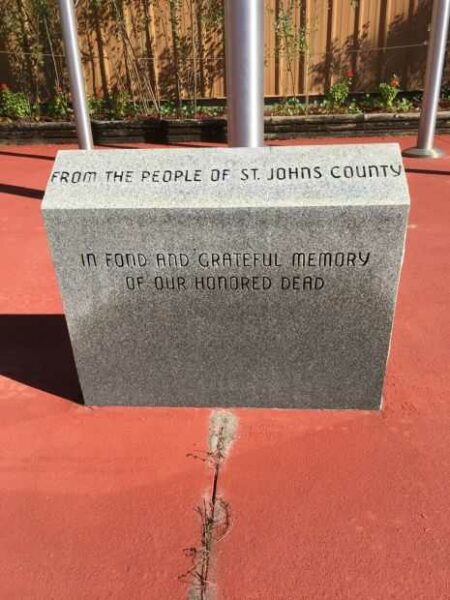 FROM THE PEOPLE OF ST. JOHNS COUNTY
IN FOND AND GRATEFUL MEMORY
OF OUR HONORED DEAD